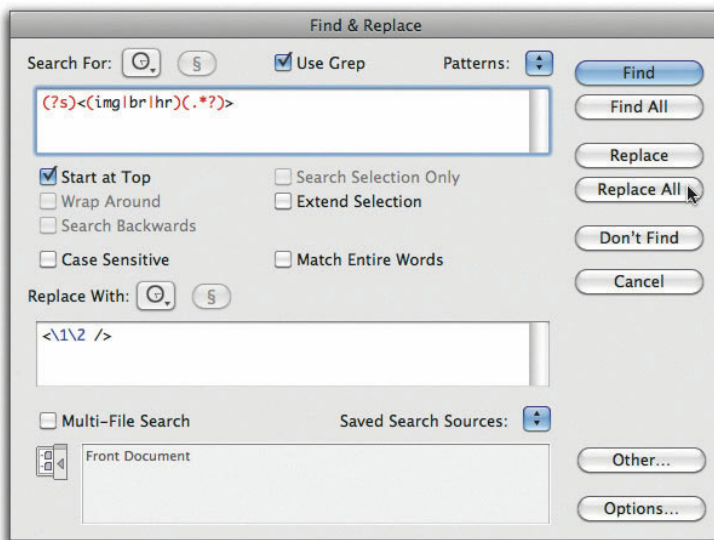 Find & Replace
Search For: § Use Grep Patterns:
(?s)<(img|br|hr)(.*?)>
Find
Find All
Start at Top Search Selection Only
Replace
Wrap Around Extend Selection
Replace All
Search Backwards
Don't Find
Case Sensitive Match Entire Words
Cancel
Replace With: §
<\1\2 />
Multi-File Search Saved Search Sources:
Front Document
Other...
Options...